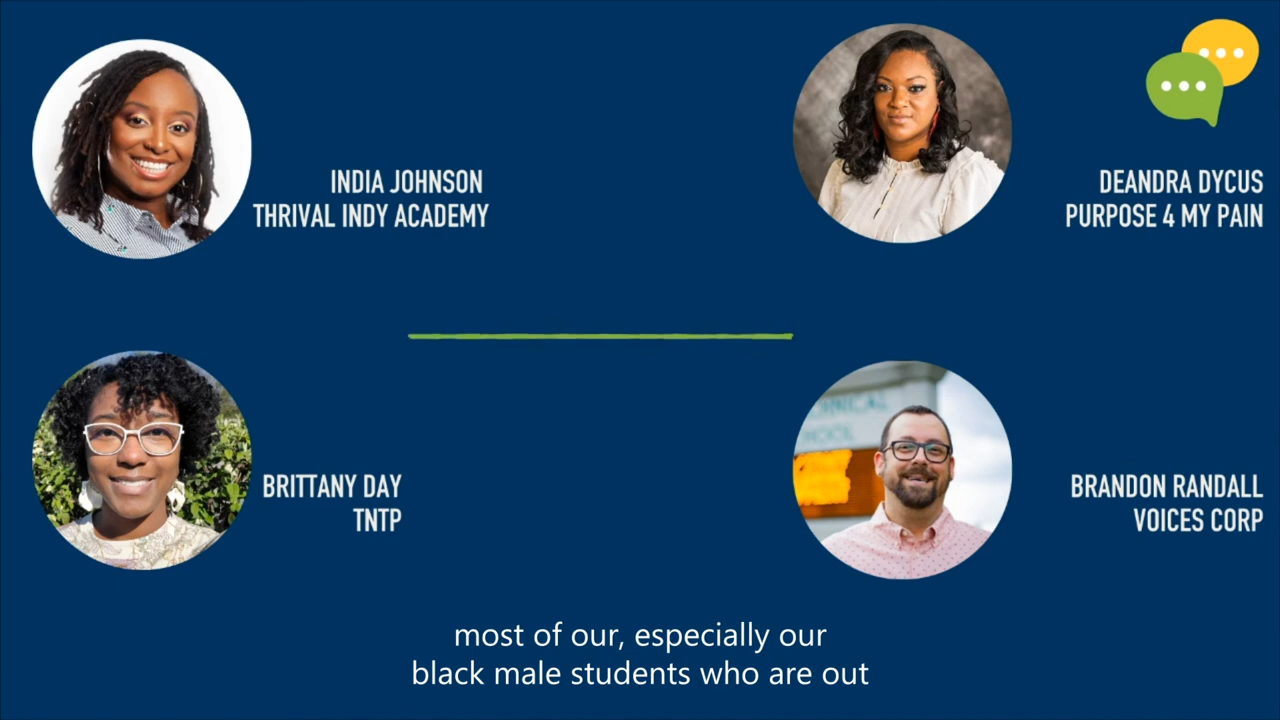 INDIA JOHNSON
THRIVAL INDY ACADEMY
DEANDRA DYCUS
PURPOSE 4 MY PAIN
BRITTANY DAY
TNTP
BRANDON RANDALL
VOICES CORP
most of our, especially our
black male students who are out